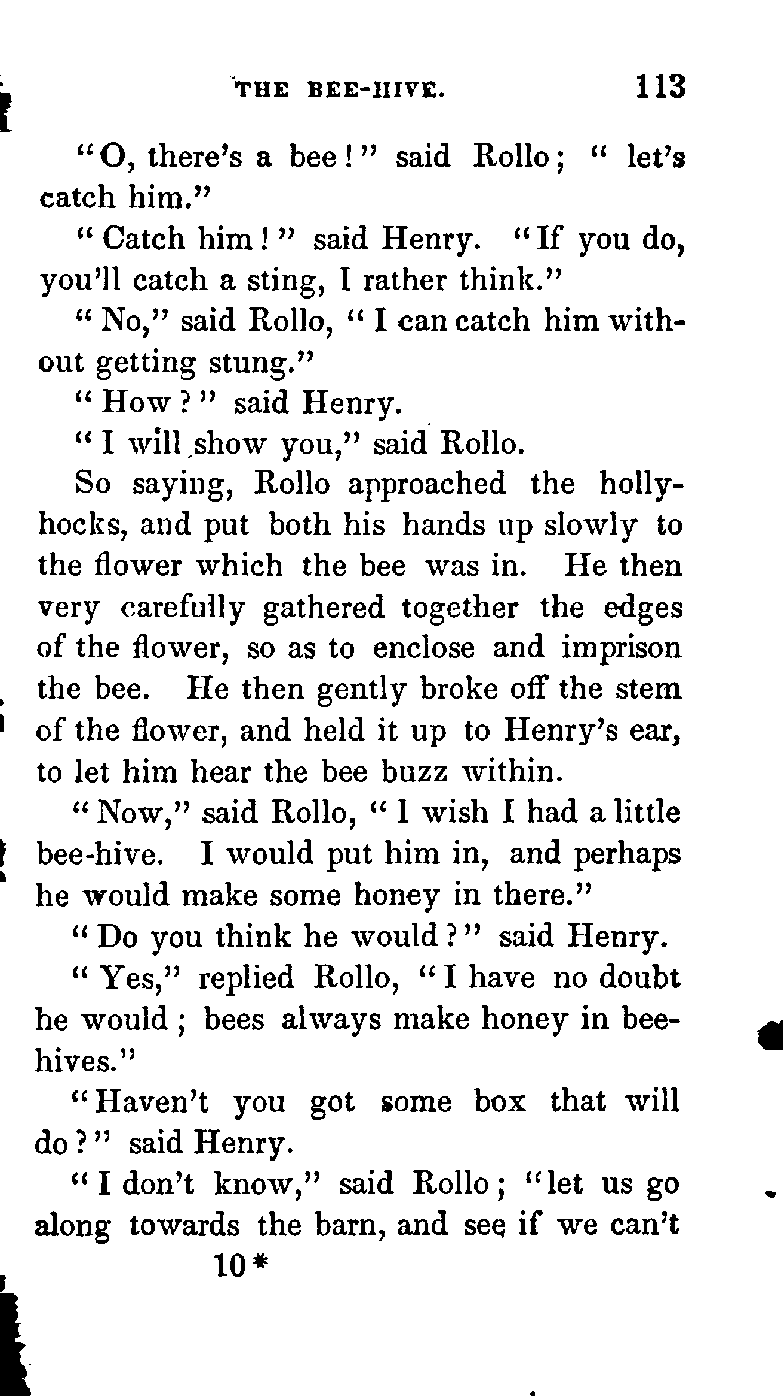 THE BEE-HIVE. 113
“O, there’s a bee!” said Rollo; “ let’s
catch him.”
“ Catch him! ” said Henry. “If you do,
you’ll catch a sting, I rather think.”
“ No,” said Rollo, “ I can catch him with-
out getting stung.”
“ How? ” said Henry.
“ I will show you,” said Rollo.
So saying, Rollo approached the holly-
hocks, and put both his hands up slowly to
the flower which the bee was in. He then
very carefully gathered together the edges
of the flower, so as to enclose and imprison
the bee. He then gently broke off the stem
of the flower, and held it up to Henry’s ear,
to let him hear the bee buzz within.
“ Now,” said Rollo, “ I wish I had a little
bee-hive. I would put him in, and perhaps
he would make some honey in there.”
“ Do you think he would? ” said Henry.
“ Yes,” replied Rollo, “ I have no doubt
he would ; bees always make honey in bee-
hives.”
“ Haven’t you got some box that will
do? ” said Henry.
“ I don’t know,” said Rollo ; “let us go
along towards the barn, and see if we can’t
10*